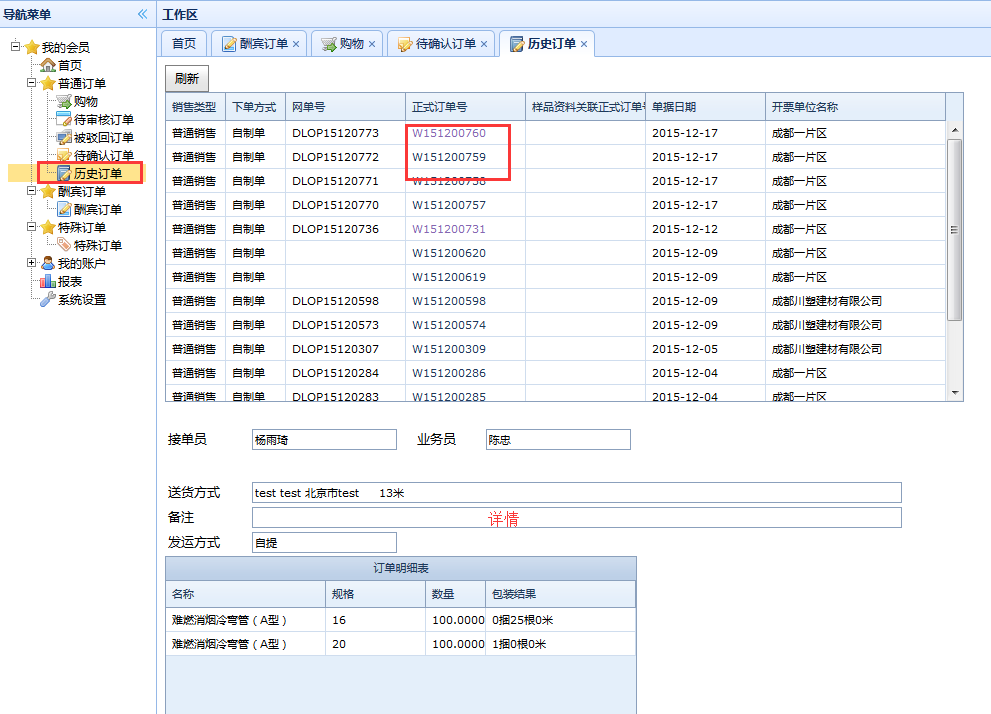 导航菜单
我的会员
首页
普通订单
购物
待审核订单
被驳回订单
待确认订单
历史订单
酬宾订单
酬宾订单
特殊订单
特殊订单
我的账户
报表
系统设置
工作区
首页 酬宾订单 × 购物 × 待确认订单 × 历史订单 ×
刷新
销售类型 下单方式 网单号 正式订单号 样品资料关联正式订单号 单据日期 开票单位名称
普通销售 自制单 DLOP15120773 W151200760 2015-12-17 成都一片区
普通销售 自制单 DLOP15120772 W151200759 2015-12-17 成都一片区
普通销售 自制单 DLOP15120771 W151200758 2015-12-17 成都一片区
普通销售 自制单 DLOP15120770 W151200757 2015-12-17 成都一片区
普通销售 自制单 DLOP15120736 W151200731 2015-12-12 成都一片区
普通销售 自制单 W151200620 2015-12-09 成都一片区
普通销售 自制单 W151200619 2015-12-09 成都一片区
普通销售 自制单 DLOP15120598 W151200598 2015-12-09 成都川塑建材有限公司
普通销售 自制单 DLOP15120573 W151200574 2015-12-09 成都川塑建材有限公司
普通销售 自制单 DLOP15120307 W151200309 2015-12-05 成都川塑建材有限公司
普通销售 自制单 DLOP15120284 W151200286 2015-12-04 成都一片区
普通销售 自制单 DLOP15120283 W151200285 2015-12-04 成都一片区
接单员 杨雨琦 业务员 陈忠
送货方式 test test 北京市test 13米
备注 详情
发运方式 自提
订单明细表
名称 规格 数量 包装结果
难燃消烟冷弯管（A型） 16 100.0000 0捆25根0米
难燃消烟冷弯管（A型） 20 100.0000 1捆0根0米